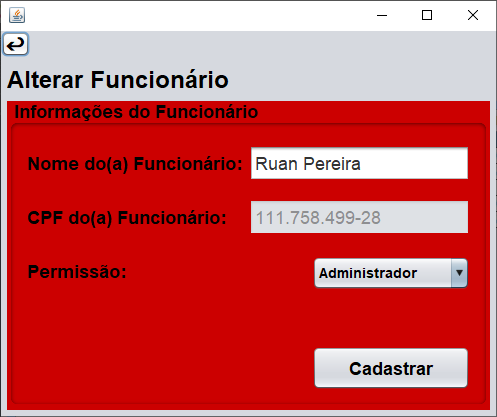 Alterar Funcionário
Informações do Funcionário
Nome do(a) Funcionário: Ruan Pereira
CPF do(a) Funcionário: 111.758.499-28
Permissão: Administrador
Cadastrar